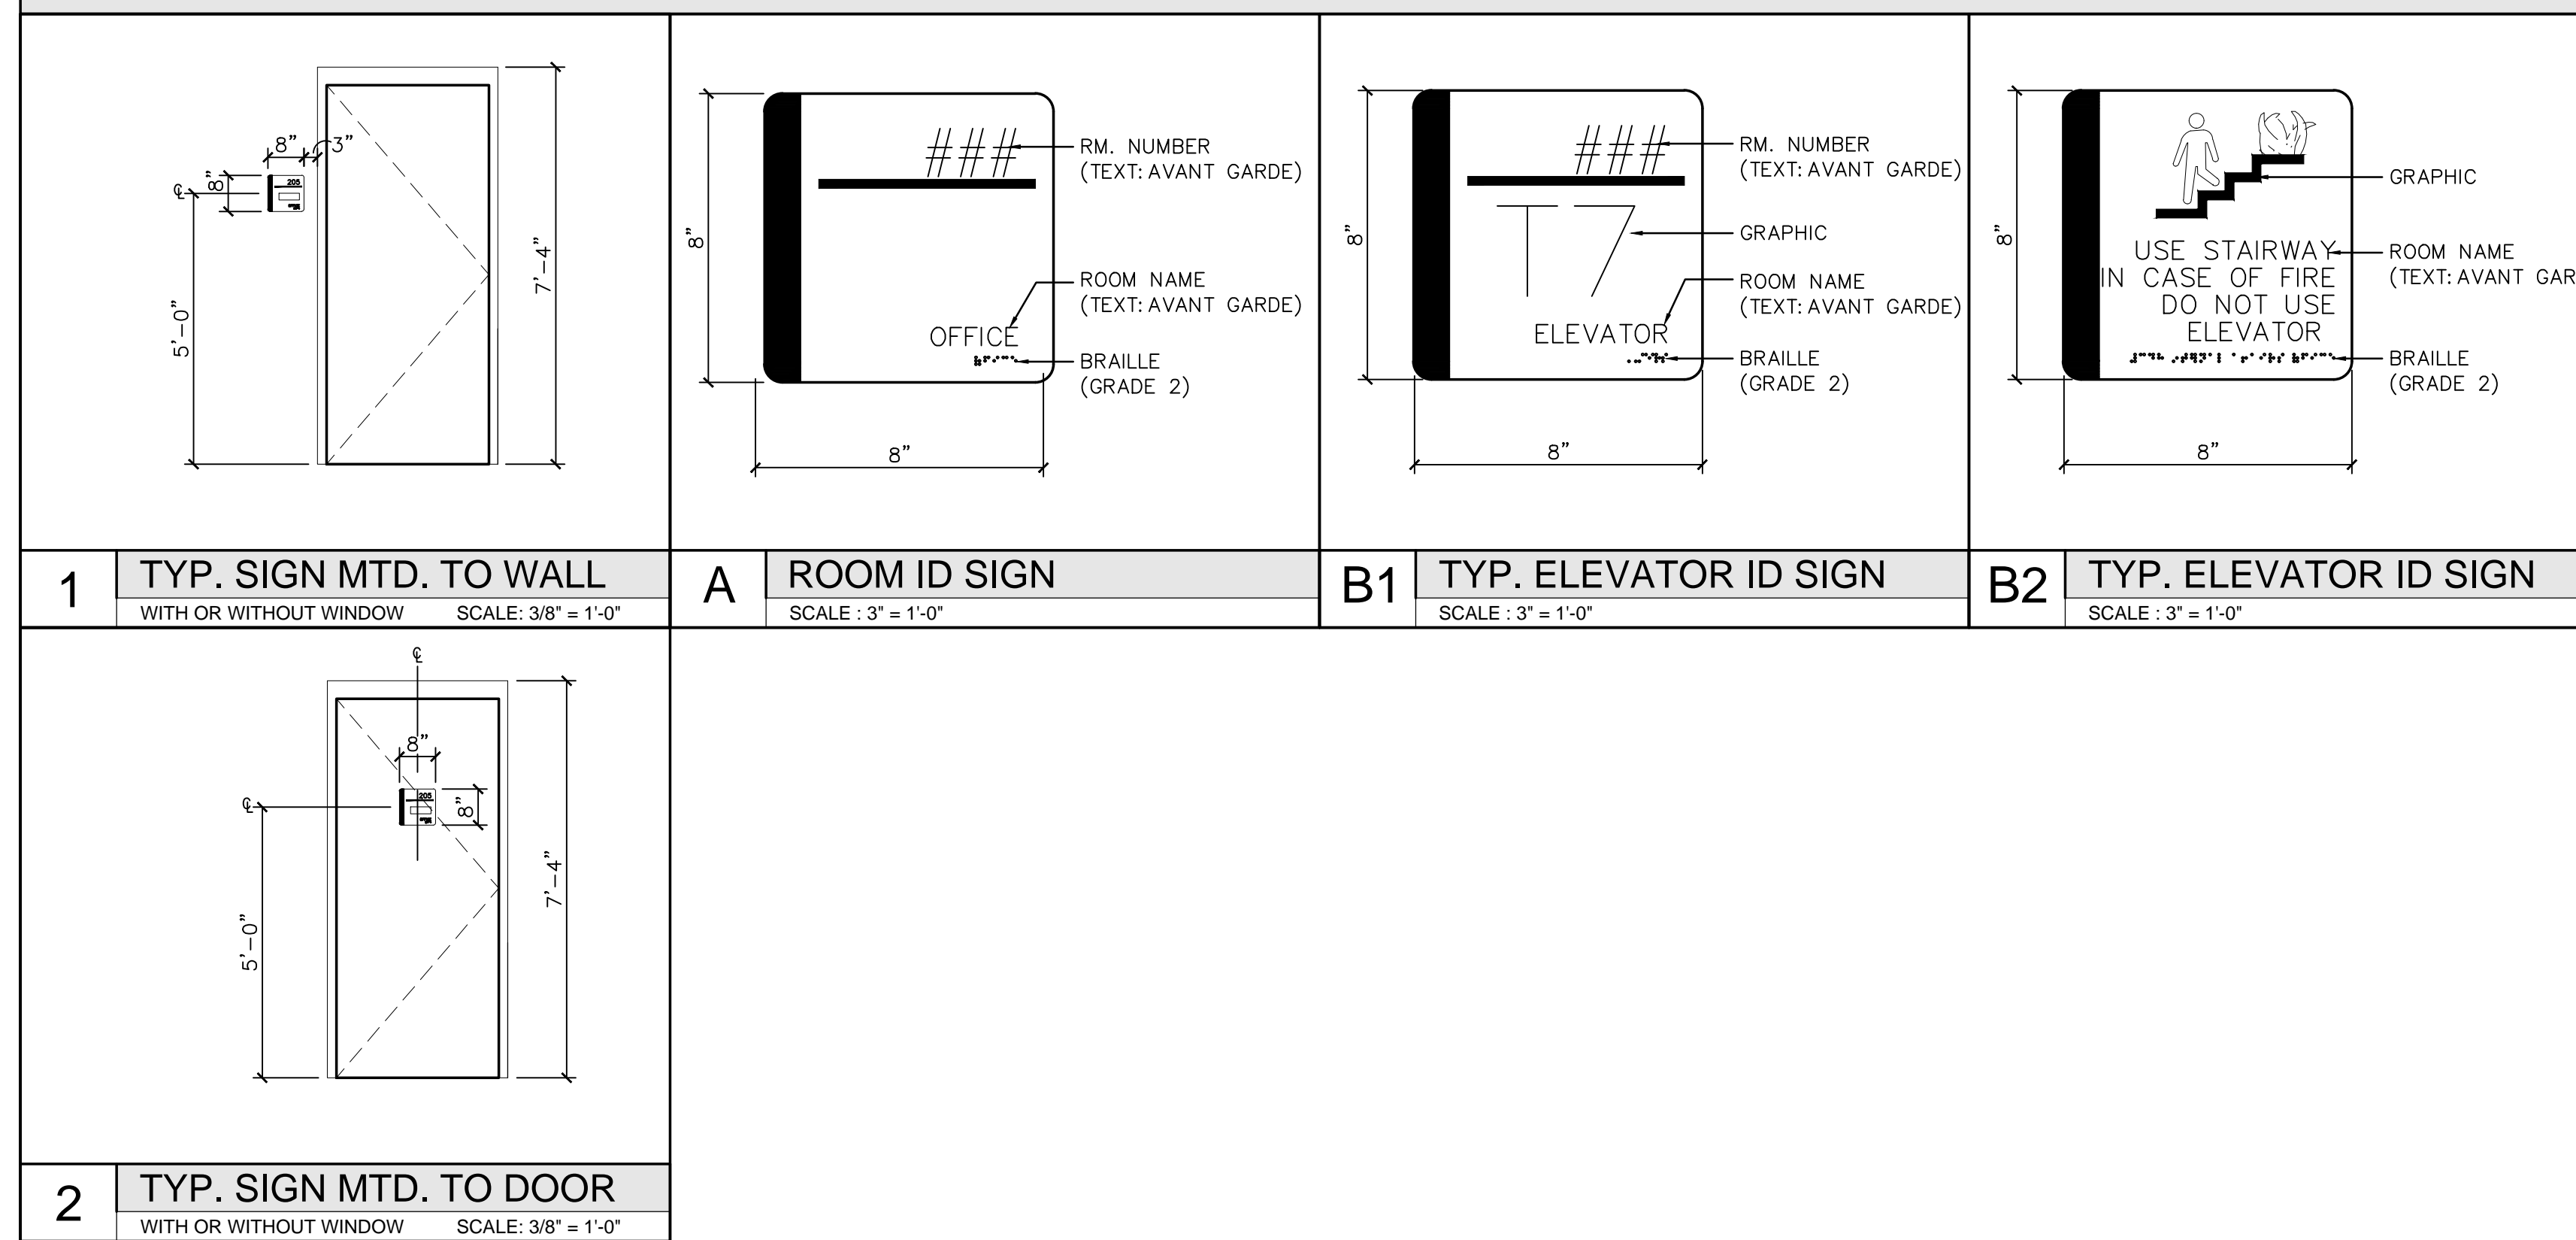 8"
3"
8"
℄
205
5'-0"
7'-4"
1
TYP. SIGN MTD. TO WALL
WITH OR WITHOUT WINDOW SCALE: 3/8" = 1'-0"
8"
###
RM. NUMBER
(TEXT: AVANT GARDE)
ROOM NAME
(TEXT: AVANT GARDE)
OFFICE
BRAILLE
(GRADE 2)
8"
A
ROOM ID SIGN
SCALE : 3" = 1'-0"
8"
###
RM. NUMBER
(TEXT: AVANT GARDE)
GRAPHIC
ROOM NAME
(TEXT: AVANT GARDE)
ELEVATOR
BRAILLE
(GRADE 2)
8"
B1
TYP. ELEVATOR ID SIGN
SCALE : 3" = 1'-0"
8"
GRAPHIC
USE STAIRWAY
IN CASE OF FIRE
DO NOT USE
ELEVATOR
ROOM NAME
(TEXT: AVANT GAR
BRAILLE
(GRADE 2)
8"
B2
TYP. ELEVATOR ID SIGN
SCALE : 3" = 1'-0"
℄
8"
205
8"
℄
5'-0"
7'-4"
2
TYP. SIGN MTD. TO DOOR
WITH OR WITHOUT WINDOW SCALE: 3/8" = 1'-0"